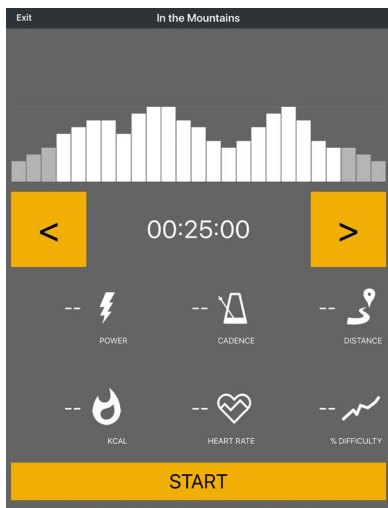 Exit In the Mountains
< 00:25:00 >
-- -- --
POWER CADENCE DISTANCE
-- -- --
KCAL HEART RATE % DIFFICULTY
START